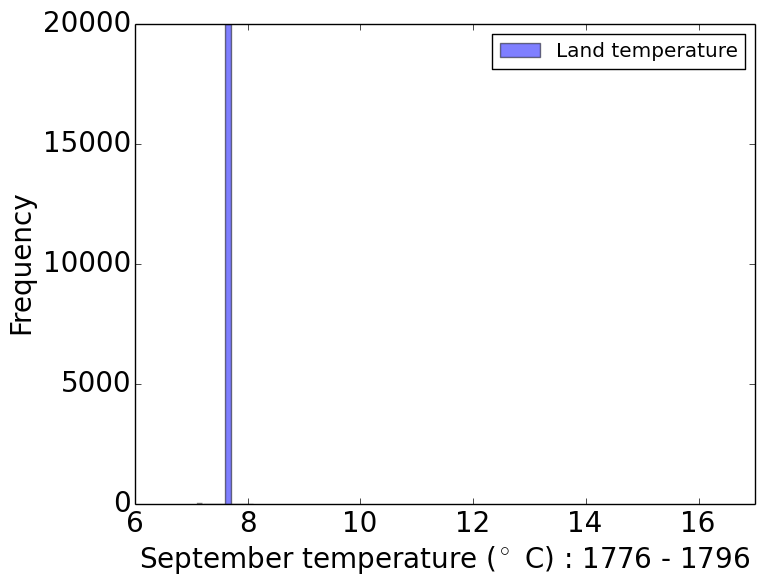 20000
Land temperature
15000
Frequency
10000
5000
0
6 8 10 12 14 16
September temperature (° C) : 1776 - 1796